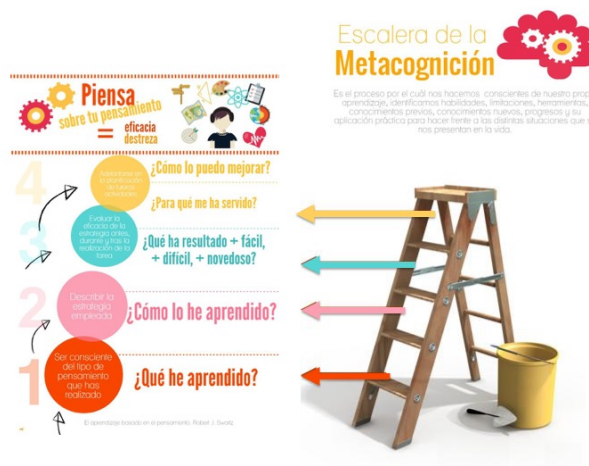 Escalera de la
Metacognición
Es el proceso por el cuál nos hacemos conscientes de nuestro prop
aprendizaje, identificamos habilidades, limitaciones, herramientas,
conocimientos previos, conocimientos nuevos, progresos y su
aplicación práctica para hacer frente a las distintas situaciones que s
nos presentan en la vida.
Piensa
sobre tu pensamiento
= eficacia
destreza
4
¿Cómo lo puedo mejorar?
¿Para qué me ha servido?
3
Evaluar la
eficacia de la
estrategia antes,
durante y tras la
realización de la
tarea
¿Qué ha resultado + fácil,
+ difícil, + novedoso?
2
Describir la
estrategia
empleada
¿Cómo lo he aprendido?
1
Ser consciente
del tipo de
pensamiento
que has
realizado
¿Qué he aprendido?
El aprendizaje basado en el pensamiento. Robert J. Swartz